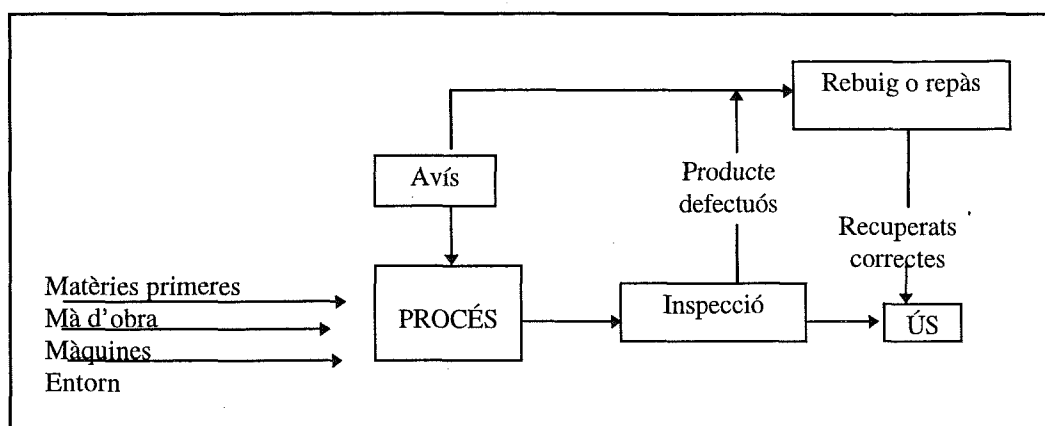 Rebuig o repàs
Avís
Producte
defectuós
Recuperats
correctes
Matèries primeres
Mà d'obra
Màquines
Entorn
PROCÉS
Inspecció
ÚS